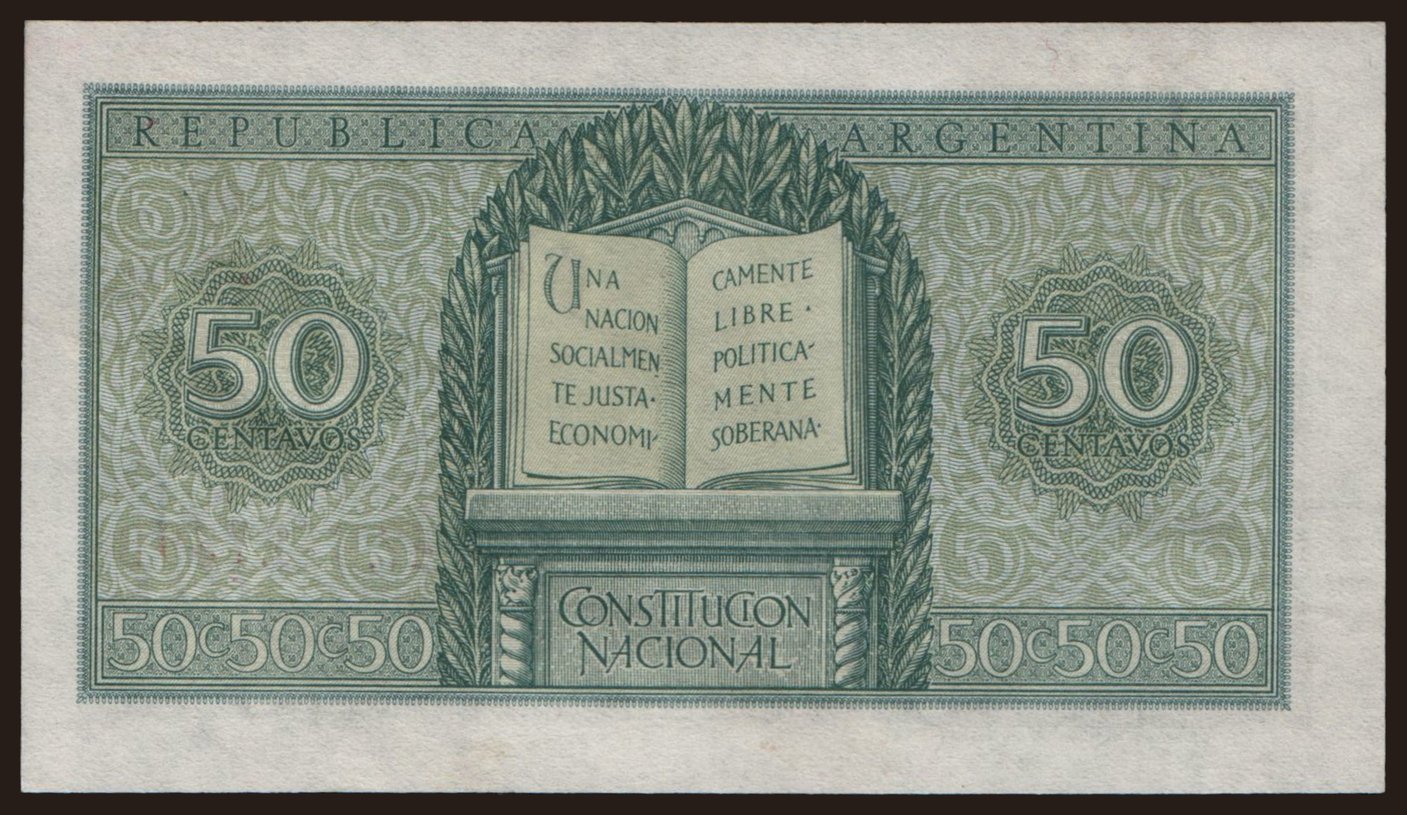 REPUBLICA ARGENTINA
UNA
NACION
SOCIALMEN
TE JUSTA·
ECONOMI-
CAMENTE
LIBRE·
POLITICA-
MENTE
SOBERANA·
50
CENTAVOS
50
CENTAVOS
CONSTITUCION
NACIONAL
50C50C50
50C50C50